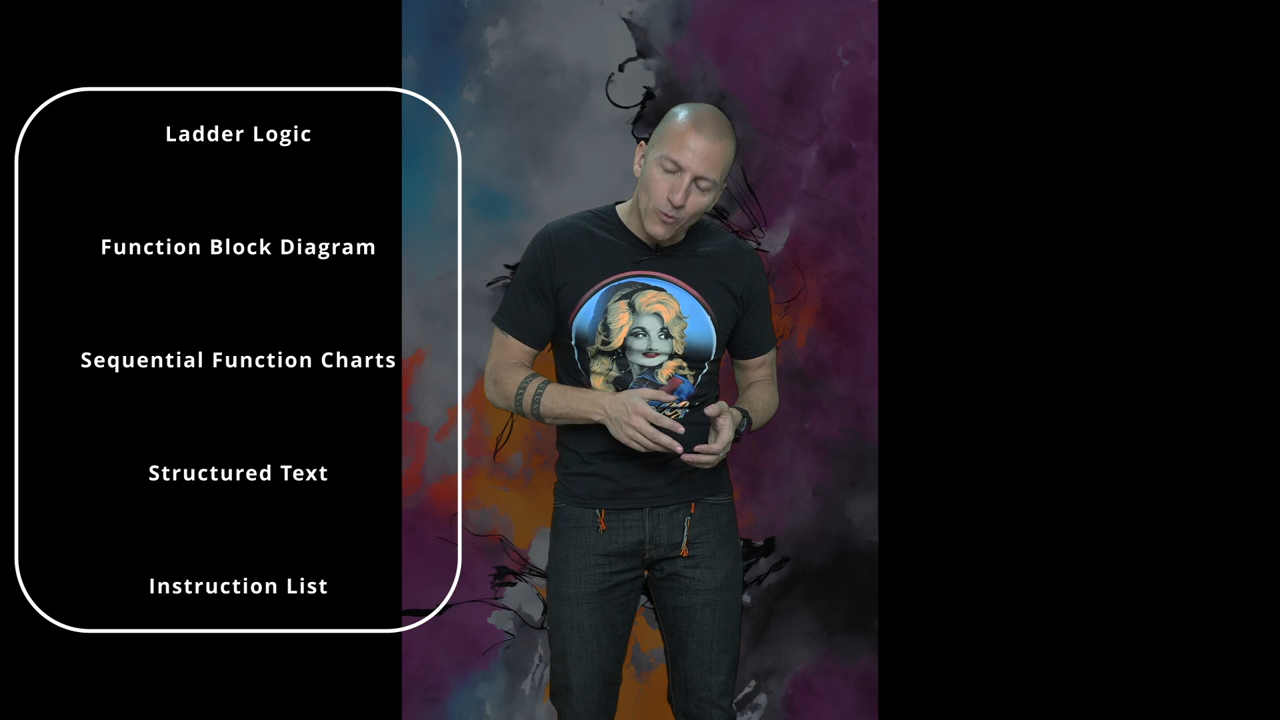 Ladder Logic
Function Block Diagram
Sequential Function Charts
Structured Text
Instruction List